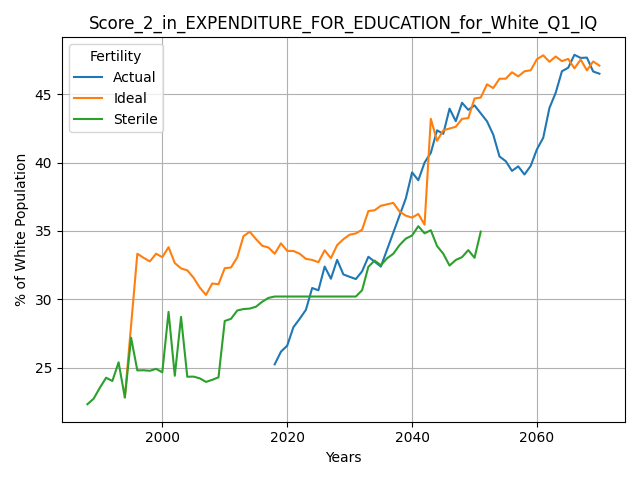 Score_2_in_EXPENDITURE_FOR_EDUCATION_for_White_Q1_IQ
Fertility
Actual
Ideal
Sterile
% of White Population
45
40
35
30
25
2000
2020
2040
2060
Years